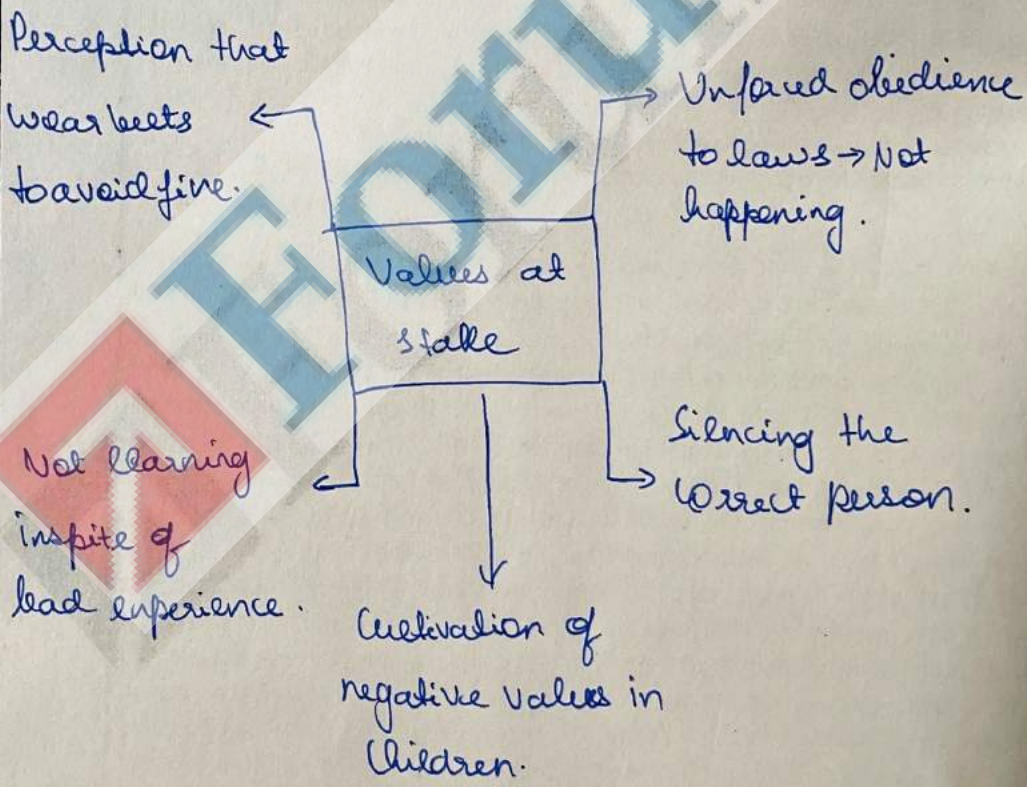 Perception that
wear belts
to avoid fine.
Unforced obedience
to laws → Not
happening.
Values at
stake
Not learning
inspite of
bad experience.
Silencing the
correct person.
Cultivation of
negative values in
Children.
Foru